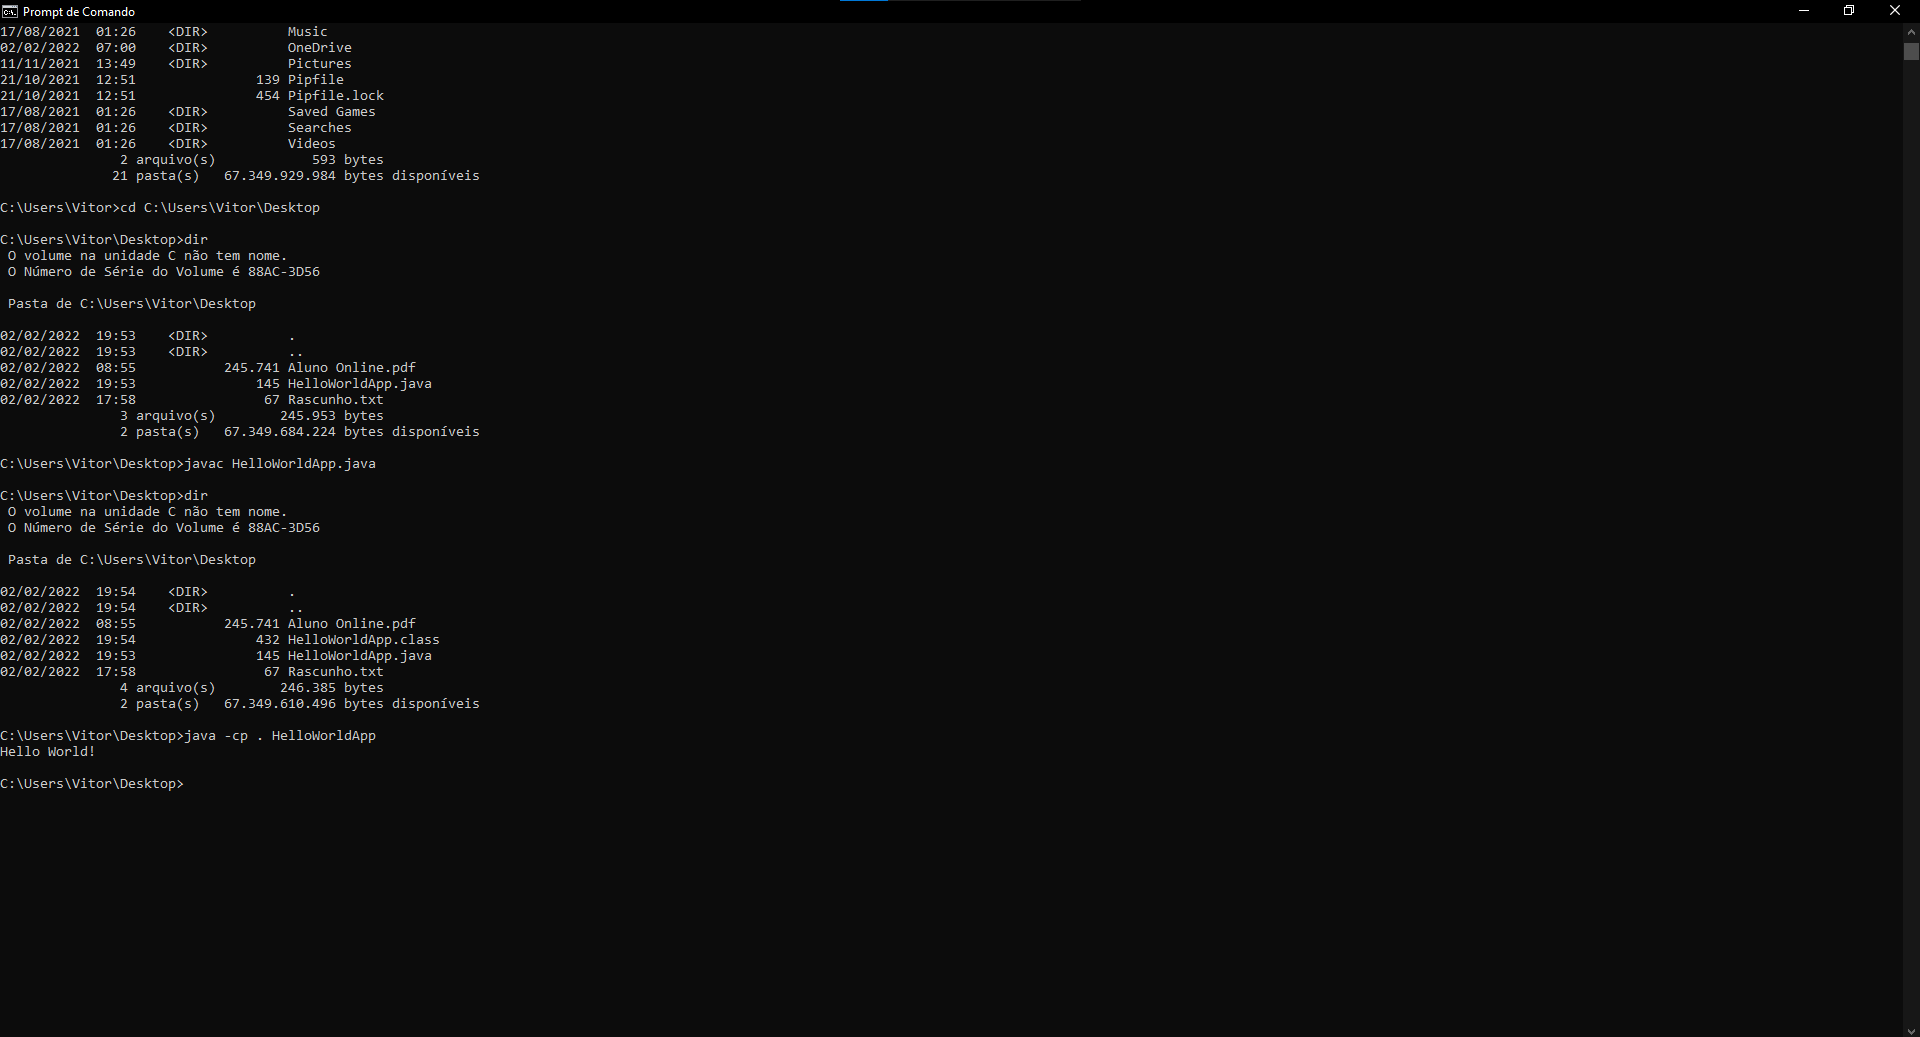 Prompt de Comando
17/08/2021  01:26    <DIR>          Music
02/02/2022  07:00    <DIR>          OneDrive
11/11/2021  13:49    <DIR>          Pictures
21/10/2021  12:51               139 Pipfile
21/10/2021  12:51               454 Pipfile.lock
17/08/2021  01:26    <DIR>          Saved Games
17/08/2021  01:26    <DIR>          Searches
17/08/2021  01:26    <DIR>          Videos
               2 arquivo(s)            593 bytes
              21 pasta(s)   67.349.929.984 bytes disponíveis
C:\Users\Vitor>cd C:\Users\Vitor\Desktop
C:\Users\Vitor\Desktop>dir
 O volume na unidade C não tem nome.
 O Número de Série do Volume é 88AC-3D56
 Pasta de C:\Users\Vitor\Desktop
02/02/2022  19:53    <DIR>          .
02/02/2022  19:53    <DIR>          ..
02/02/2022  08:55           245.741 Aluno Online.pdf
02/02/2022  19:53               145 HelloWorldApp.java
02/02/2022  17:58                67 Rascunho.txt
               3 arquivo(s)        245.953 bytes
               2 pasta(s)   67.349.684.224 bytes disponíveis
C:\Users\Vitor\Desktop>javac HelloWorldApp.java
C:\Users\Vitor\Desktop>dir
 O volume na unidade C não tem nome.
 O Número de Série do Volume é 88AC-3D56
 Pasta de C:\Users\Vitor\Desktop
02/02/2022  19:54    <DIR>          .
02/02/2022  19:54    <DIR>          ..
02/02/2022  08:55           245.741 Aluno Online.pdf
02/02/2022  19:54               432 HelloWorldApp.class
02/02/2022  19:53               145 HelloWorldApp.java
02/02/2022  17:58                67 Rascunho.txt
               4 arquivo(s)        246.385 bytes
               2 pasta(s)   67.349.610.496 bytes disponíveis
C:\Users\Vitor\Desktop>java -cp . HelloWorldApp
Hello World!
C:\Users\Vitor\Desktop>